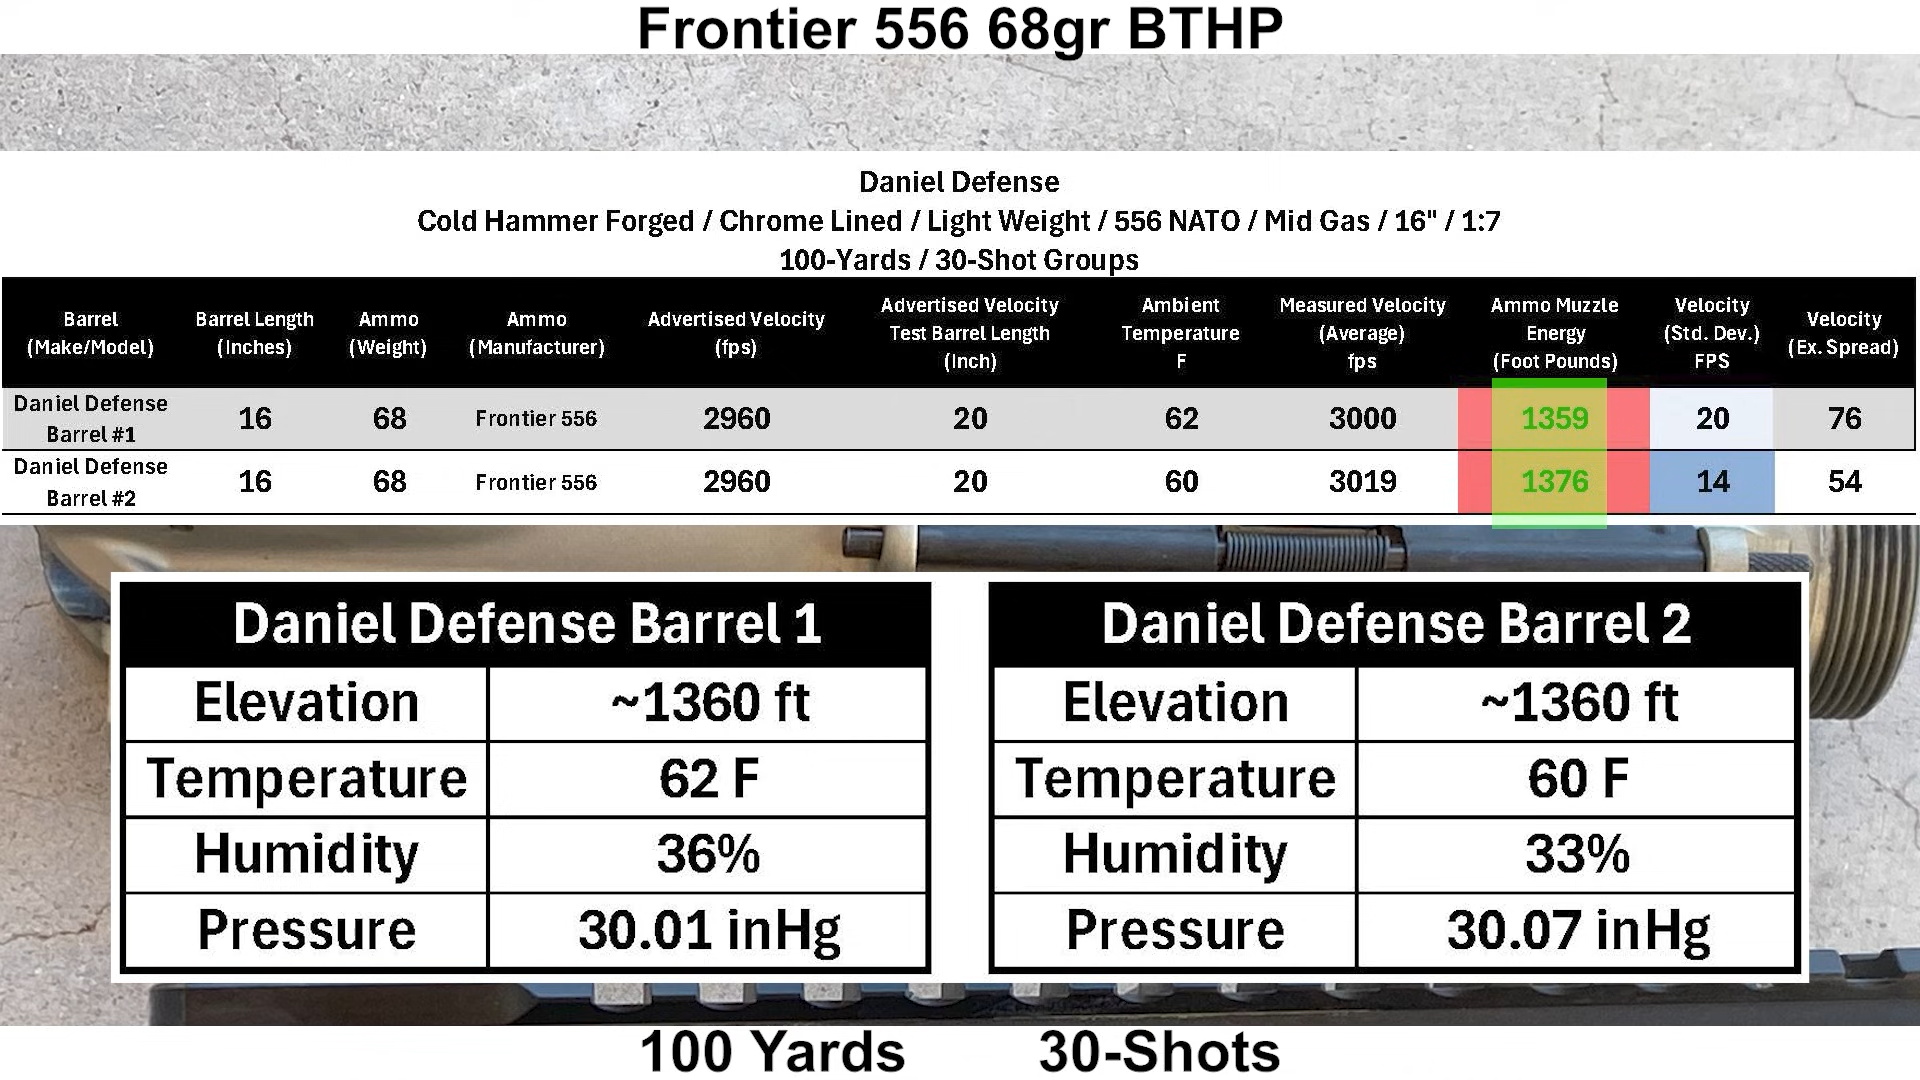 Frontier 556 68gr BTHP
Daniel Defense
Cold Hammer Forged / Chrome Lined / Light Weight / 556 NATO / Mid Gas / 16" / 1:7
100-Yards / 30-Shot Groups
Barrel (Make/Model) Barrel Length (Inches) Ammo (Weight) Ammo (Manufacturer) Advertised Velocity (fps) Advertised Velocity Test Barrel Length (Inch) Ambient Temperature F Measured Velocity (Average) fps Ammo Muzzle Energy (Foot Pounds) Velocity (Std. Dev.) FPS Velocity (Ex. Spread)
Daniel Defense Barrel #1 16 68 Frontier 556 2960 20 62 3000 1359 20 76
Daniel Defense Barrel #2 16 68 Frontier 556 2960 20 60 3019 1376 14 54
Daniel Defense Barrel 1
Elevation ~1360 ft
Temperature 62 F
Humidity 36%
Pressure 30.01 inHg
Daniel Defense Barrel 2
Elevation ~1360 ft
Temperature 60 F
Humidity 33%
Pressure 30.07 inHg
100 Yards 30-Shots